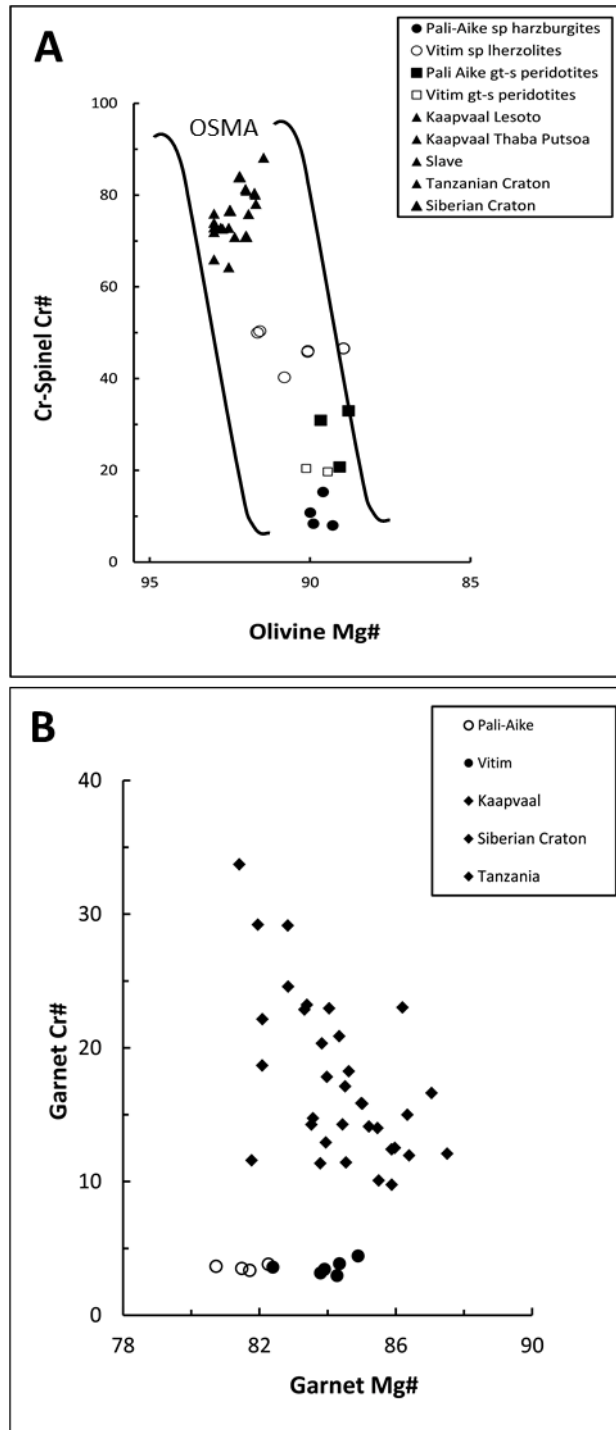 A
Pali-Aike sp harzburgites
Vitim sp lherzolites
Pali Aike gt-s peridotites
Vitim gt-s peridotites
Kaapvaal Lesoto
Kaapvaal Thaba Putsoa
Slave
Tanzanian Craton
Siberian Craton
OSMA
100
80
60
40
20
0
Cr-Spinel Cr#
95
90
85
Olivine Mg#
B
Pali-Aike
Vitim
Kaapvaal
Siberian Craton
Tanzania
40
30
20
10
0
Garnet Cr#
78
82
86
90
Garnet Mg#